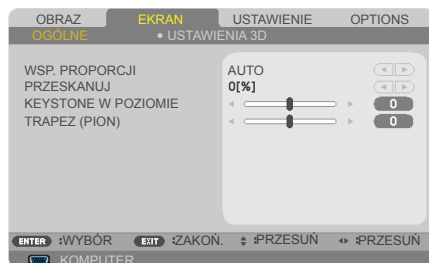 OBRAZ EKRAN USTAWIENIE OPTIONS
OGÓLNE • USTAWIENIA 3D
WSP. PROPORCJI AUTO
PRZESKANUJ 0[%]
KEYSTONE W POZIOMIE 0
TRAPEZ (PION) 0
ENTER :WYBÓR EXIT :ZAKOŃ. :PRZESUŃ :PRZESUŃ
KOMPUTER